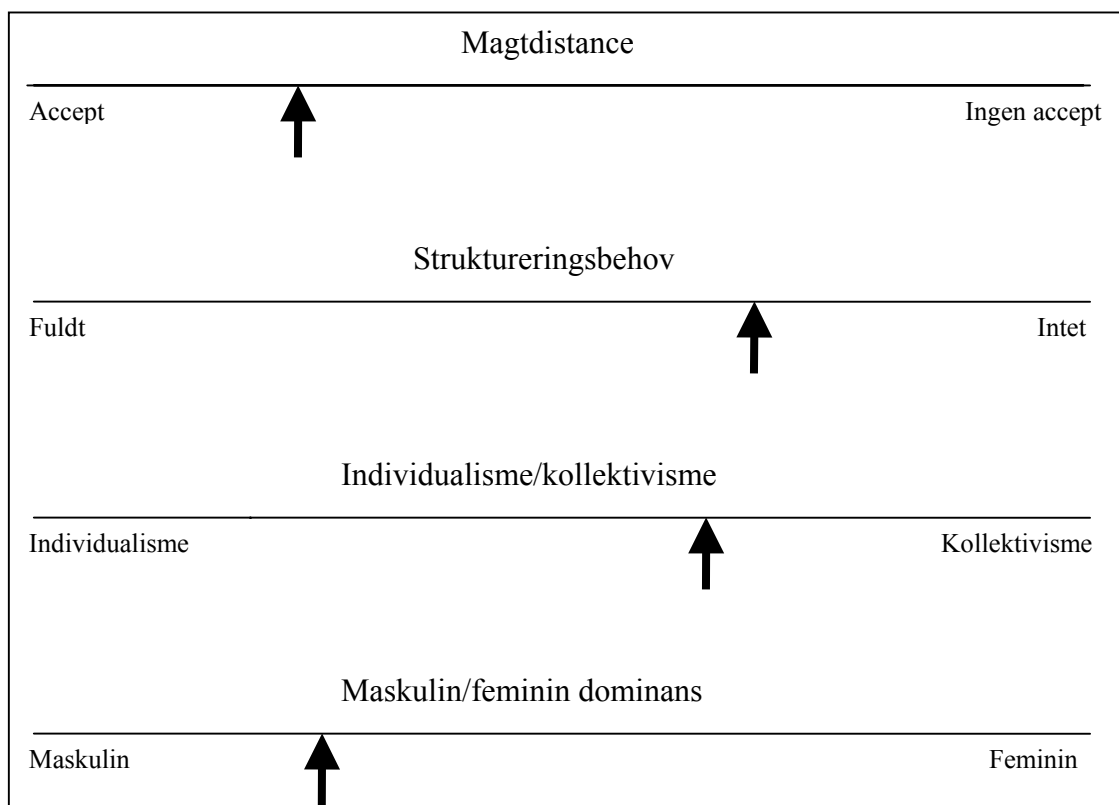 Magtdistance
Accept Ingen accept
Struktureringsbehov
Fuldt Intet
Individualisme/kollektivisme
Individualisme Kollektivisme
Maskulin/feminin dominans
Maskulin Feminin